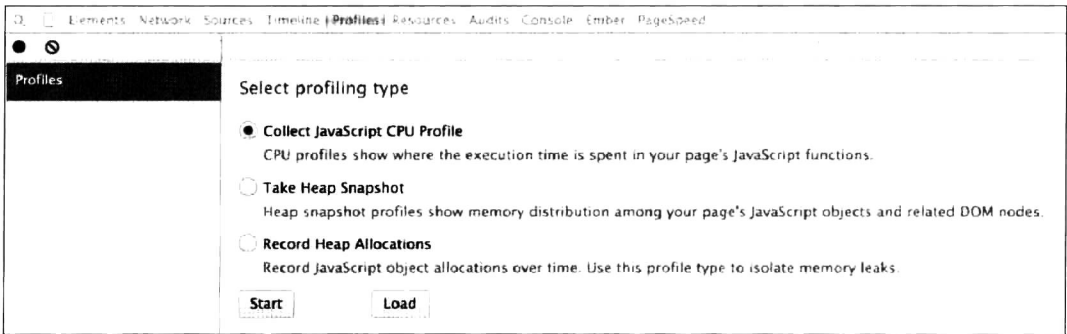 Elements Network Sources Timeline Profiles Resources Audits Console Ember PageSpeed
Profiles
Select profiling type
Collect JavaScript CPU Profile
CPU profiles show where the execution time is spent in your page's JavaScript functions.
Take Heap Snapshot
Heap snapshot profiles show memory distribution among your page's JavaScript objects and related DOM nodes.
Record Heap Allocations
Record JavaScript object allocations over time. Use this profile type to isolate memory leaks.
Start Load